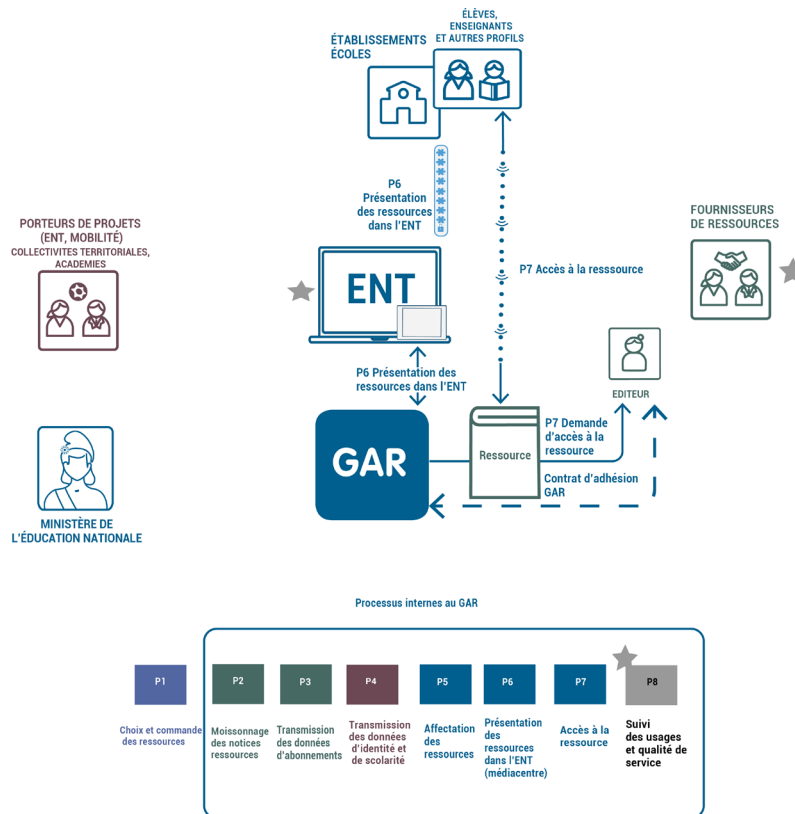 ÉLÈVES,
ENSEIGNANTS
ET AUTRES PROFILS
ÉTABLISSEMENTS
ÉCOLES
P6
Présentation
des ressources
dans l'ENT
PORTEURS DE PROJETS
(ENT, MOBILITÉ)
COLLECTIVITES TERRITORIALES,
ACADEMIES
FOURNISSEURS
DE RESSOURCES
P7 Accès à la resssource
ENT
P6 Présentation des
ressources dans l'ENT
EDITEUR
GAR
Ressource
P7 Demande
d'accès à la
ressource
Contrat d'adhésion
GAR
MINISTÈRE DE
L'ÉDUCATION NATIONALE
Processus internes au GAR
P1
Choix et commande
des ressources
P2
Moissonnage
des notices
ressources
P3
Transmission
des données
d'abonnements
P4
Transmission
des données
d'identité et
de scolarité
P5
Affectation
des
ressources
P6
Présentation
des
ressources
dans l'ENT
(médiacentre)
P7
Accès à la
ressource
P8
Suivi
des usages
et qualité de
service